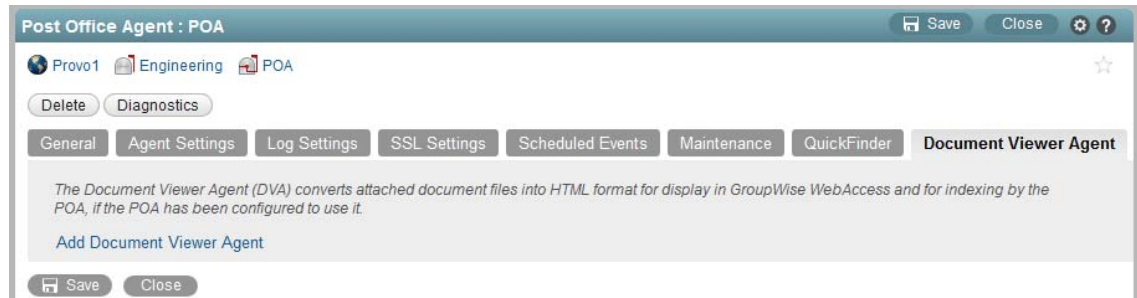 Post Office Agent : POA Save Close ?
Provo1 Engineering POA
Delete Diagnostics
General Agent Settings Log Settings SSL Settings Scheduled Events Maintenance QuickFinder Document Viewer Agent
The Document Viewer Agent (DVA) converts attached document files into HTML format for display in GroupWise WebAccess and for indexing by the
POA, if the POA has been configured to use it.
Add Document Viewer Agent
Save Close